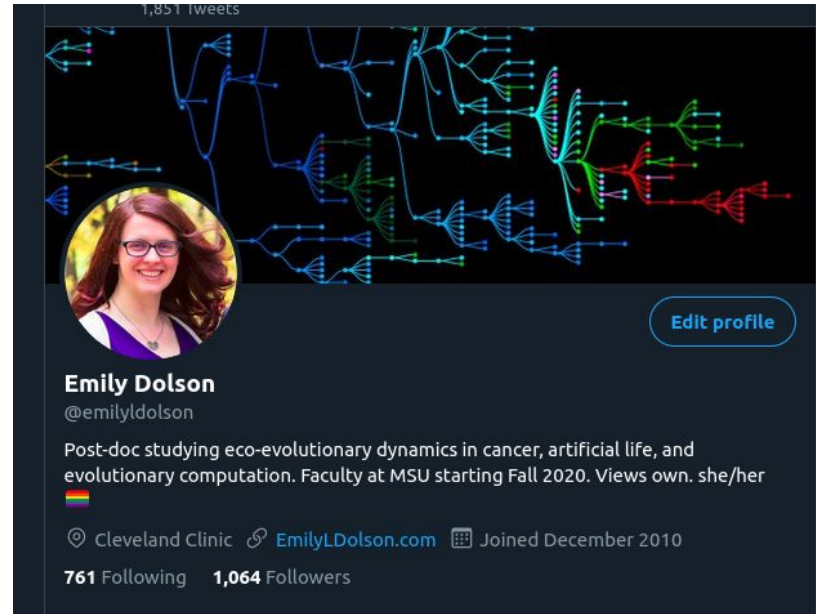 1,851 Tweets
Edit profile
Emily Dolson
@emilyldolson
Post-doc studying eco-evolutionary dynamics in cancer, artificial life, and
evolutionary computation. Faculty at MSU starting Fall 2020. Views own. she/her
🏳️‍🌈
Cleveland Clinic EmilyLDolson.com Joined December 2010
761 Following 1,064 Followers